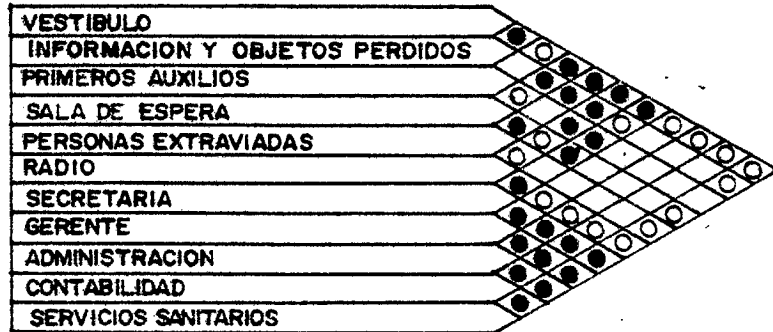 VESTIBULO
INFORMACION Y OBJETOS PERDIDOS
PRIMEROS AUXILIOS
SALA DE ESPERA
PERSONAS EXTRAVIADAS
RADIO
SECRETARIA
GERENTE
ADMINISTRACION
CONTABILIDAD
SERVICIOS SANITARIOS